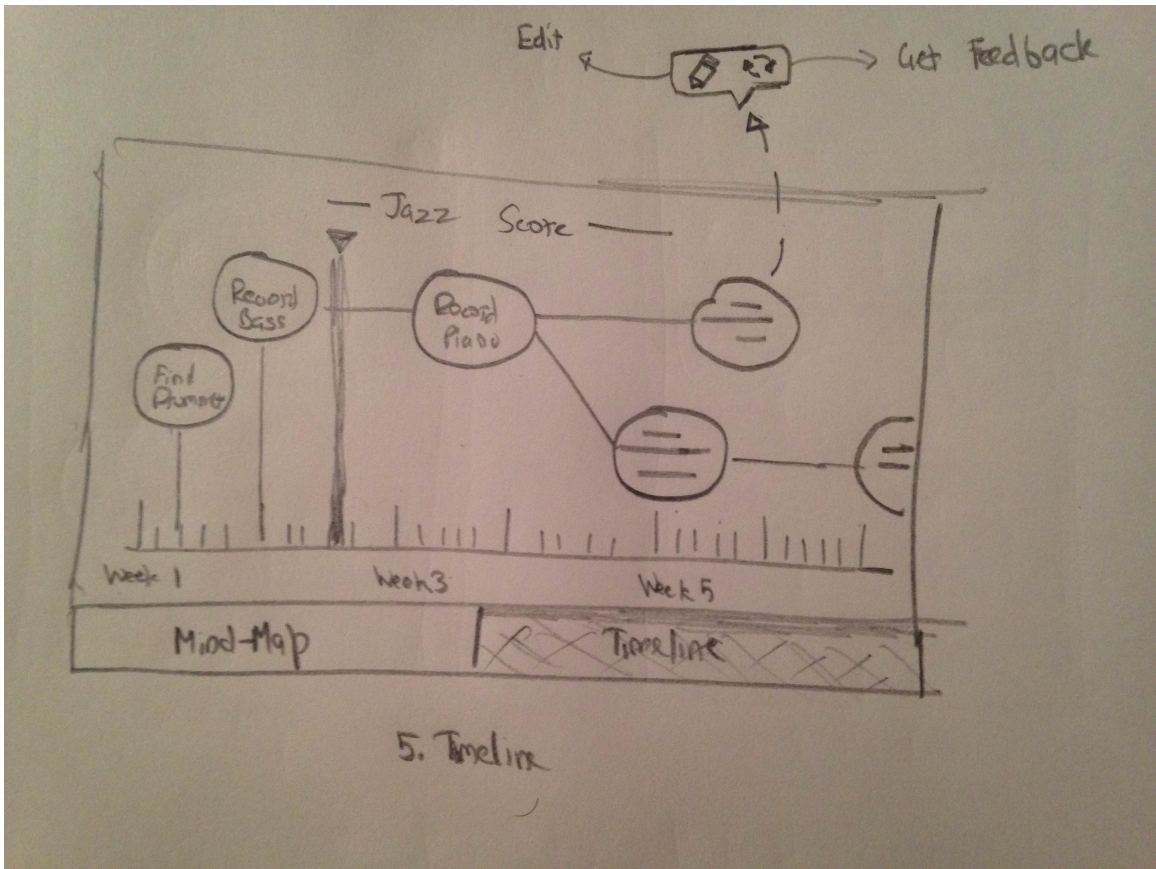 Edit
Get Feedback
Jazz Score
Record
Bass
Record
Piano
Find
Drummer
Week 1
Week 3
Week 5
Mind-Map
Timeline
5. Timeline